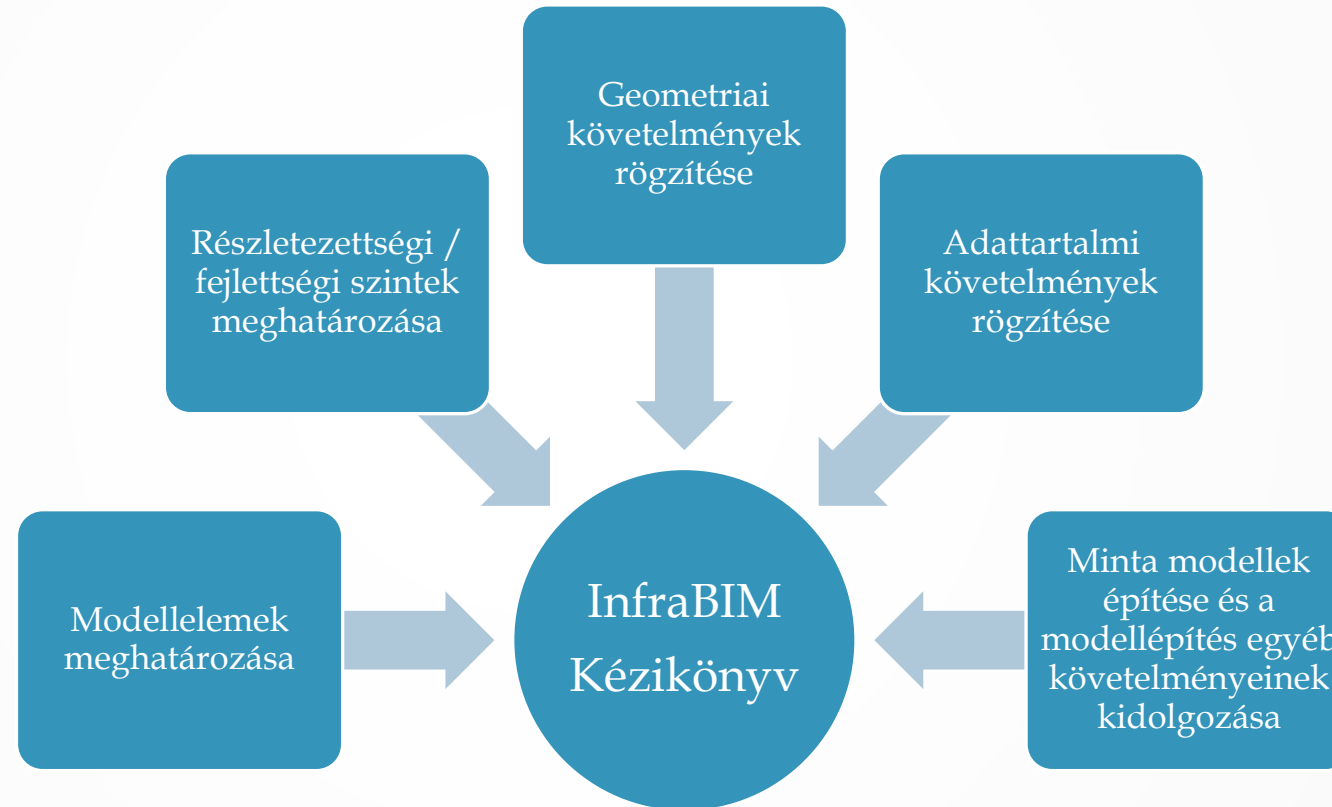 Geometriai
követelmények
rögzítése
Részletezettségi /
fejlettségi szintek
meghatározása
Adattartalmi
követelmények
rögzítése
Modellelemek
meghatározása
InfraBIM
Kézikönyv
Minta modellek
építése és a
modellépítés egyéb
követelményeinek
kidolgozása